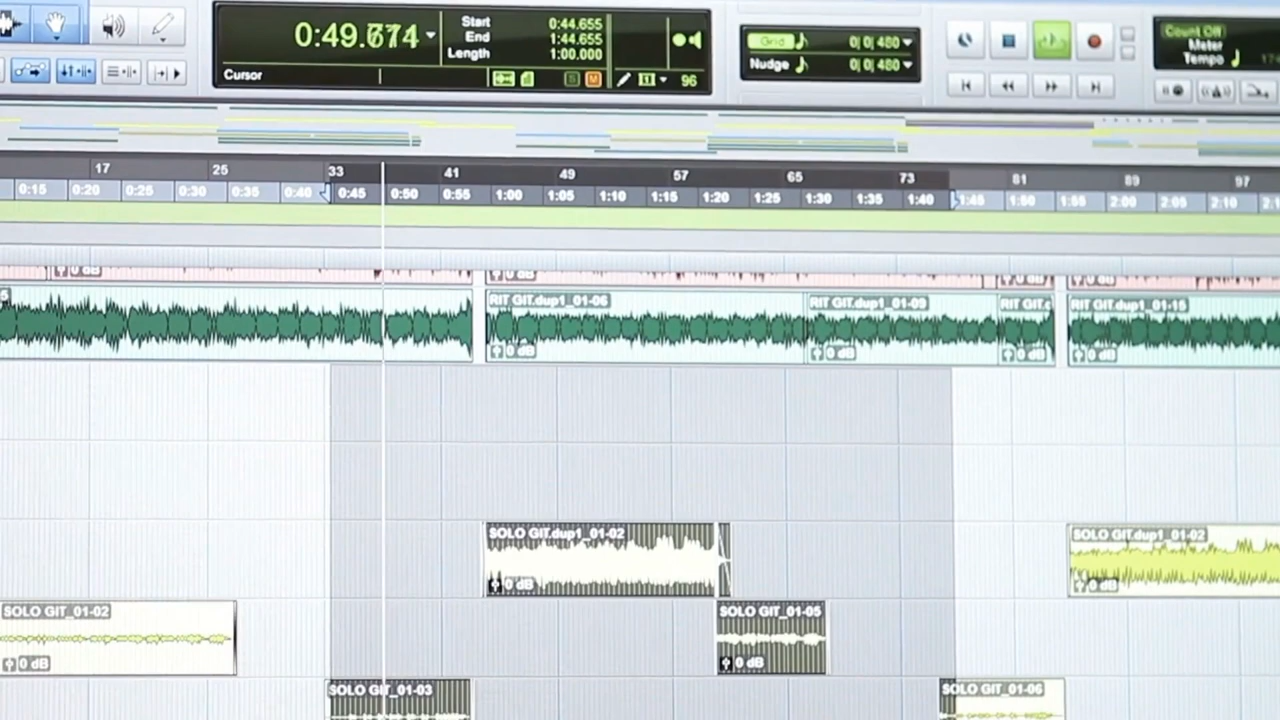 Start 0:44.655
0:49.674 End 1:44.655
Length 1:00.000
Cursor
96
Grid 0| 0| 480
Nudge 0| 0| 480
Count Off
Meter
Tempo
17 25 33 41 49 57 65 73 81 89 97
0:15 0:20 0:25 0:30 0:35 0:40 0:45 0:50 0:55 1:00 1:05 1:10 1:15 1:20 1:25 1:30 1:35 1:40 1:45 1:50 1:55 2:00 2:05 2:10
0 dB 0 dB 0 dB 0 dB
RIT GIT.dup1_01-06 RIT GIT.dup1_01-09 RIT GIT.c RIT GIT.dup1_01-15
0 dB 0 dB 0 dB 0 dB
SOLO GIT.dup1_01-02 SOLO GIT.dup1_01-02
0 dB 0 dB
SOLO GIT_01-02 SOLO GIT_01-05
0 dB 0 dB
SOLO GIT_01-03 SOLO GIT_01-06